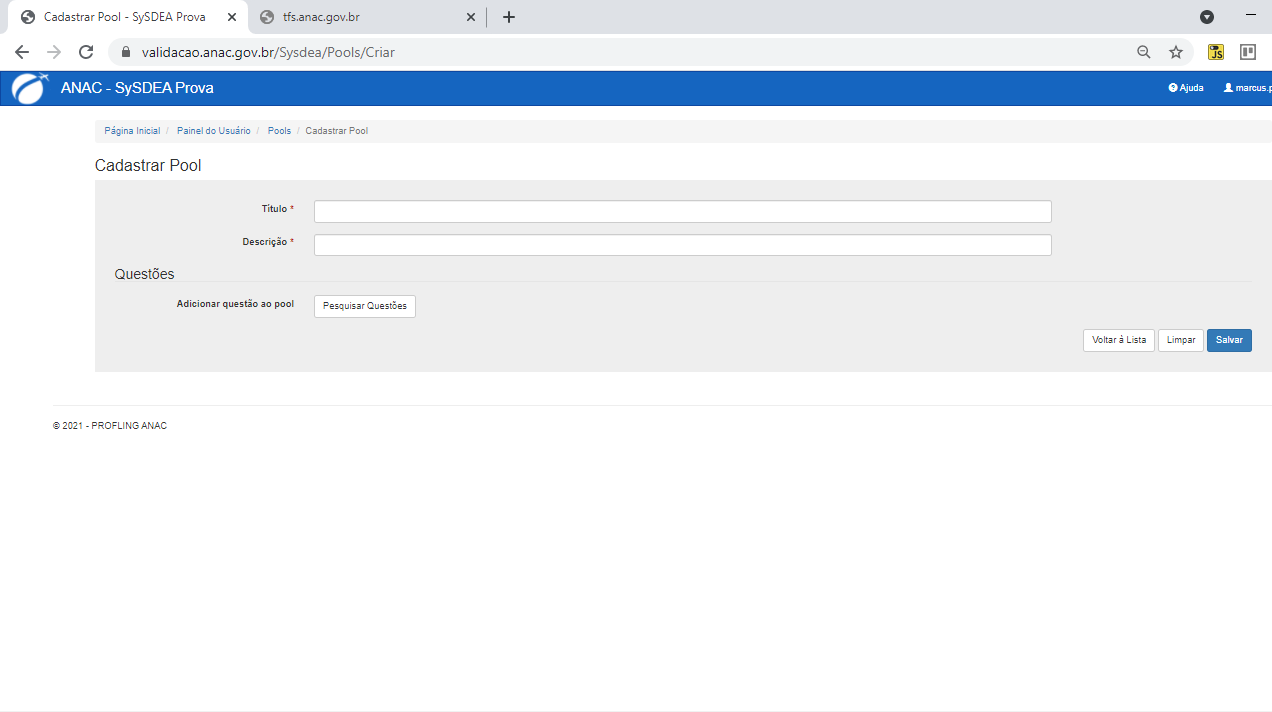 Cadastrar Pool - SySDEA Prova
tfs.anac.gov.br
validacao.anac.gov.br/Sysdea/Pools/Criar
JS
ANAC - SySDEA Prova
Ajuda
marcus.p
Página Inicial / Painel do Usuário / Pools / Cadastrar Pool
Cadastrar Pool
Título *
Descrição *
Questões
Adicionar questão ao pool
Pesquisar Questões
Voltar à Lista
Limpar
Salvar
© 2021 - PROFLING ANAC